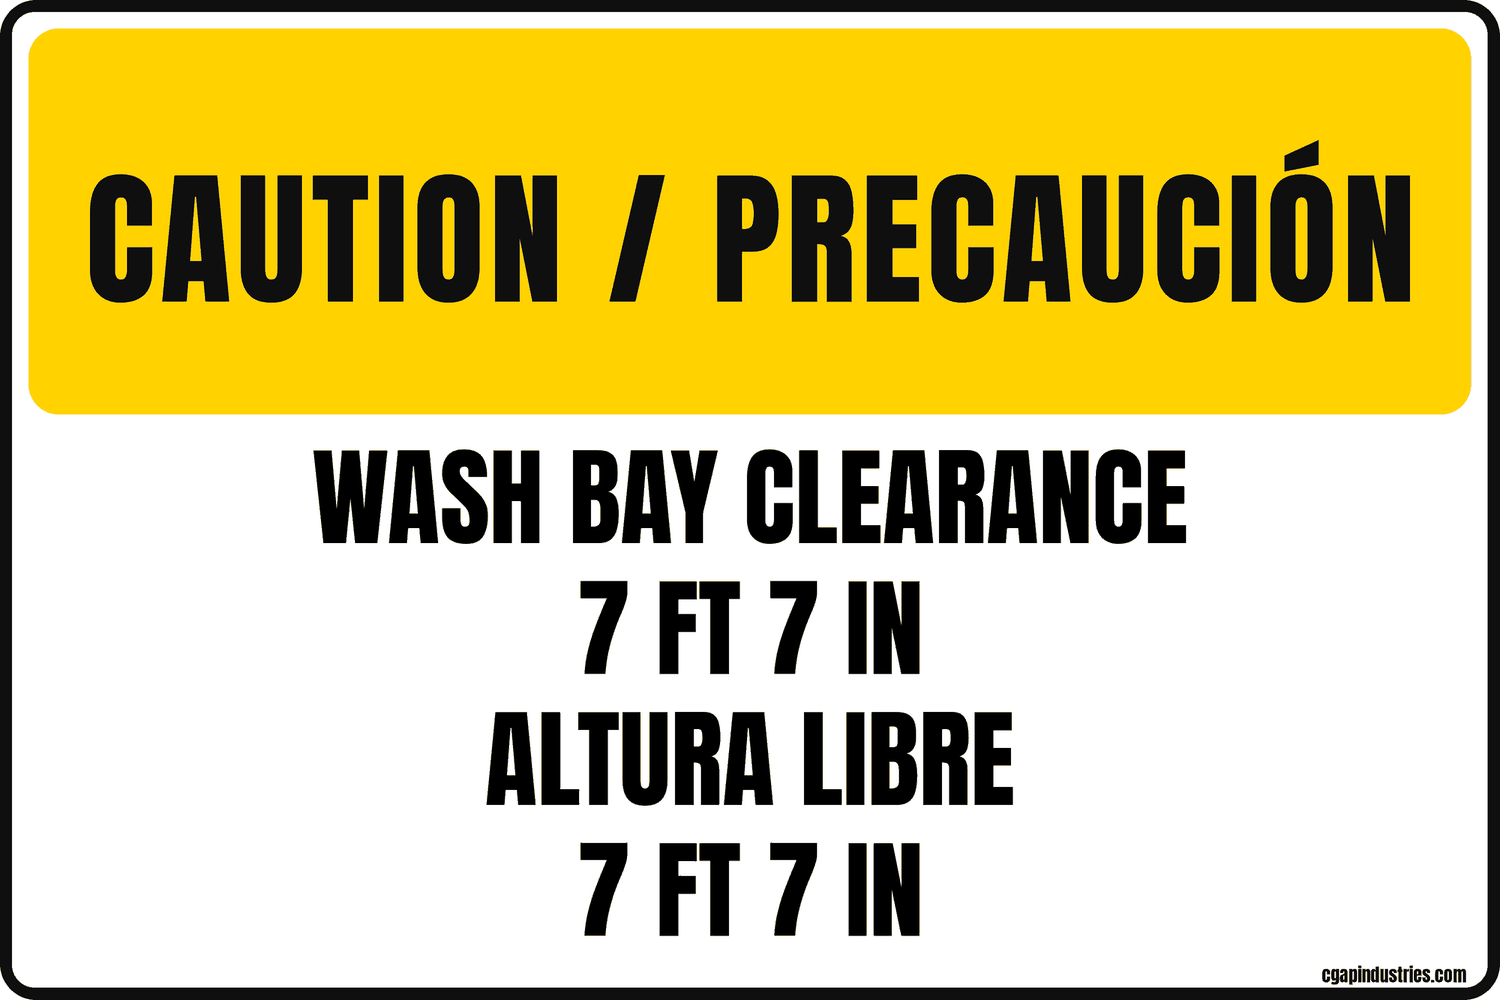 CAUTION / PRECAUCIÓN
WASH BAY CLEARANCE
7 FT 7 IN
ALTURA LIBRE
7 FT 7 IN
cgapindustries.com